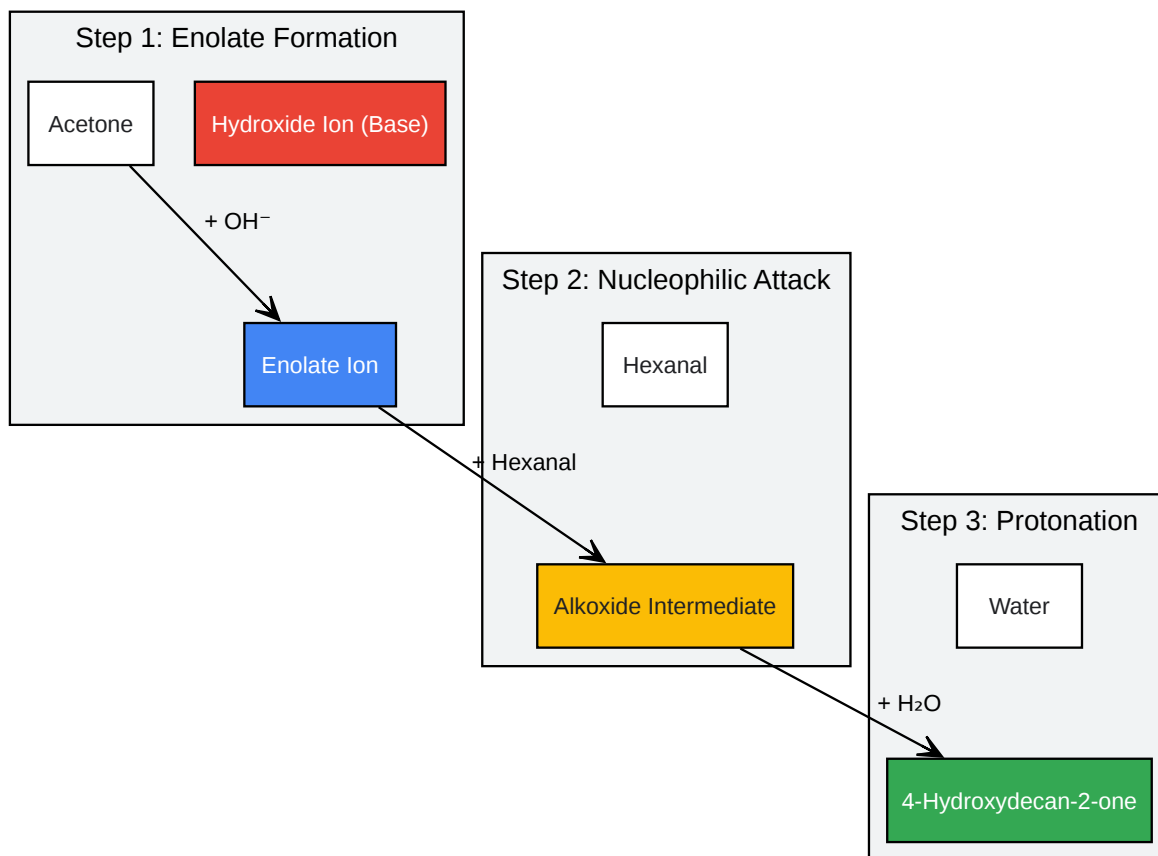 Step 1: Enolate Formation
Acetone
Hydroxide Ion (Base)
+ OH⁻
Enolate Ion
Step 2: Nucleophilic Attack
Hexanal
+ Hexanal
Alkoxide Intermediate
Step 3: Protonation
Water
+ H₂O
4-Hydroxydecan-2-one